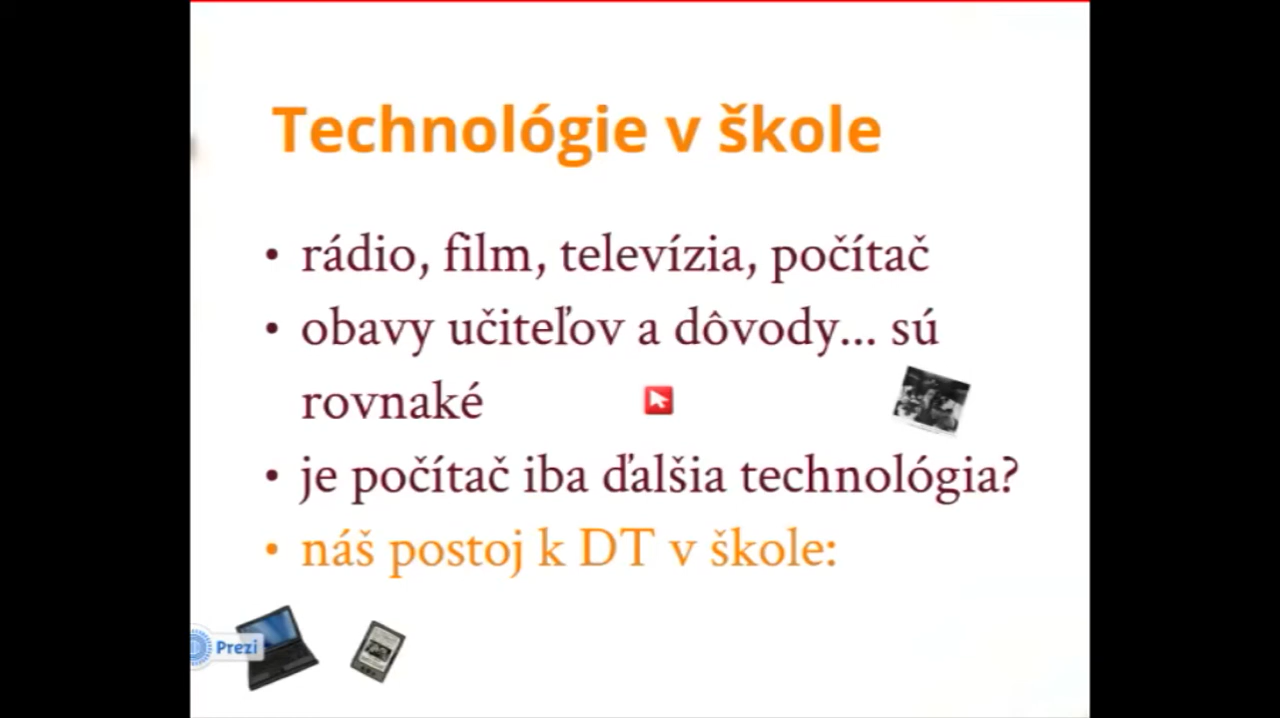 Technológie v škole
• rádio, film, televízia, počítač
• obavy učiteľov a dôvody... sú
rovnaké
• je počítač iba ďalšia technológia?
• náš postoj k DT v škole:
Prezi